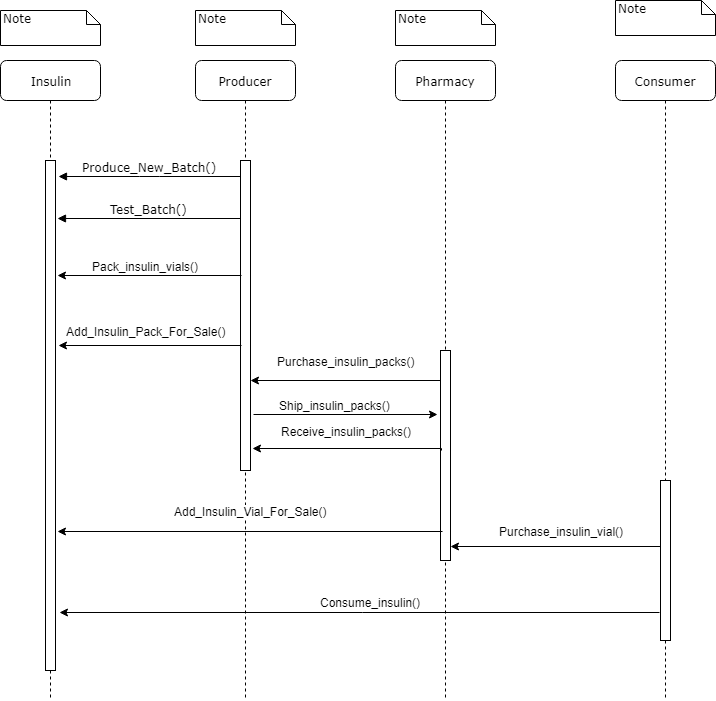 Note
Note
Note
Note
Insulin
Producer
Pharmacy
Consumer
Produce_New_Batch()
Test_Batch()
Pack_insulin_vials()
Add_Insulin_Pack_For_Sale()
Purchase_insulin_packs()
Ship_insulin_packs()
Receive_insulin_packs()
Add_Insulin_Vial_For_Sale()
Purchase_insulin_vial()
Consume_insulin()